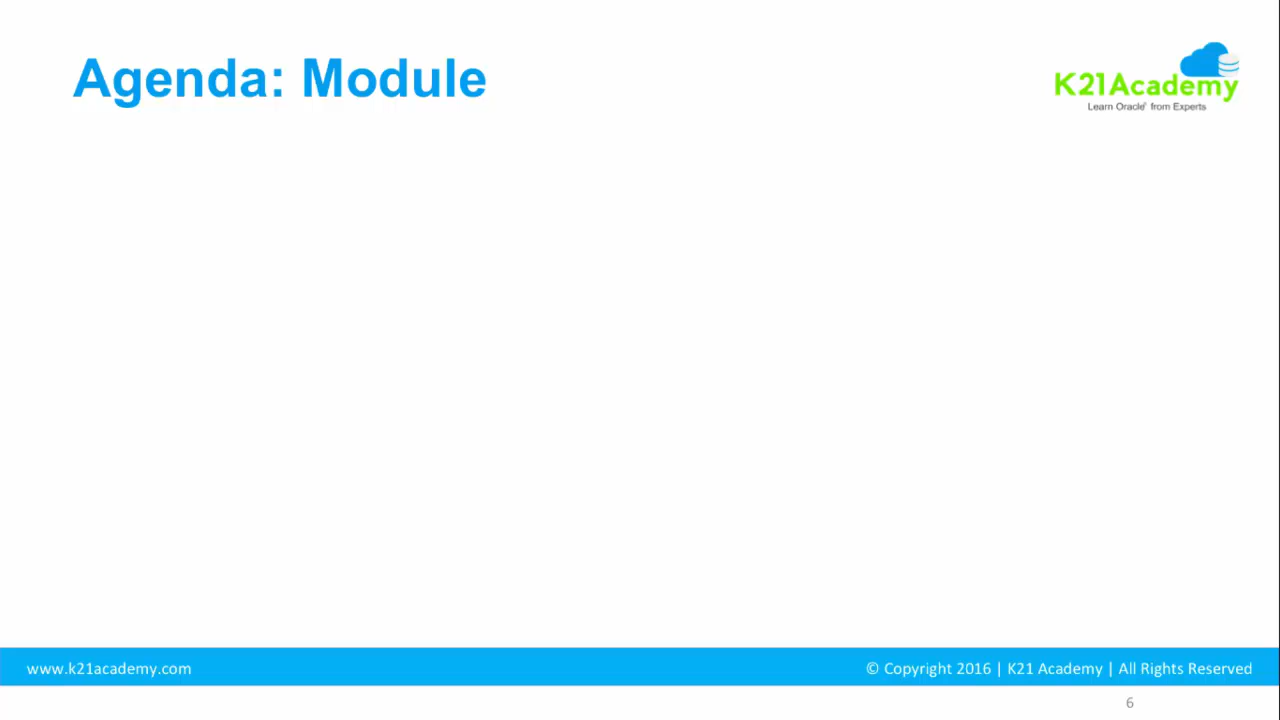 Agenda: Module
K21Academy
Learn Oracle® from Experts
www.k21academy.com
© Copyright 2016 | K21 Academy | All Rights Reserved
6